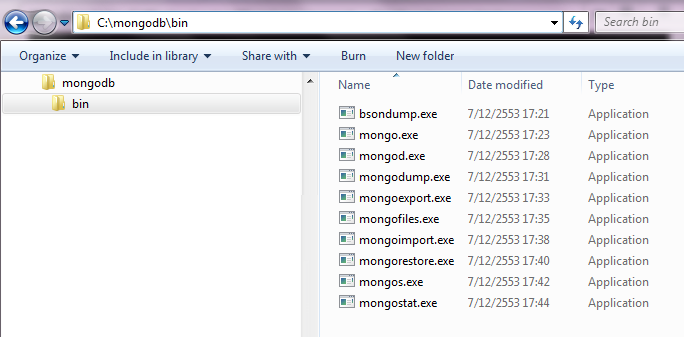 C:\mongodb\bin
Search bin
Organize Include in library Share with Burn New folder
mongodb
bin
Name Date modified Type
bsondump.exe 7/12/2553 17:21 Application
mongo.exe 7/12/2553 17:23 Application
mongod.exe 7/12/2553 17:28 Application
mongodump.exe 7/12/2553 17:31 Application
mongoexport.exe 7/12/2553 17:33 Application
mongofiles.exe 7/12/2553 17:35 Application
mongoimport.exe 7/12/2553 17:38 Application
mongorestore.exe 7/12/2553 17:40 Application
mongos.exe 7/12/2553 17:42 Application
mongostat.exe 7/12/2553 17:44 Application